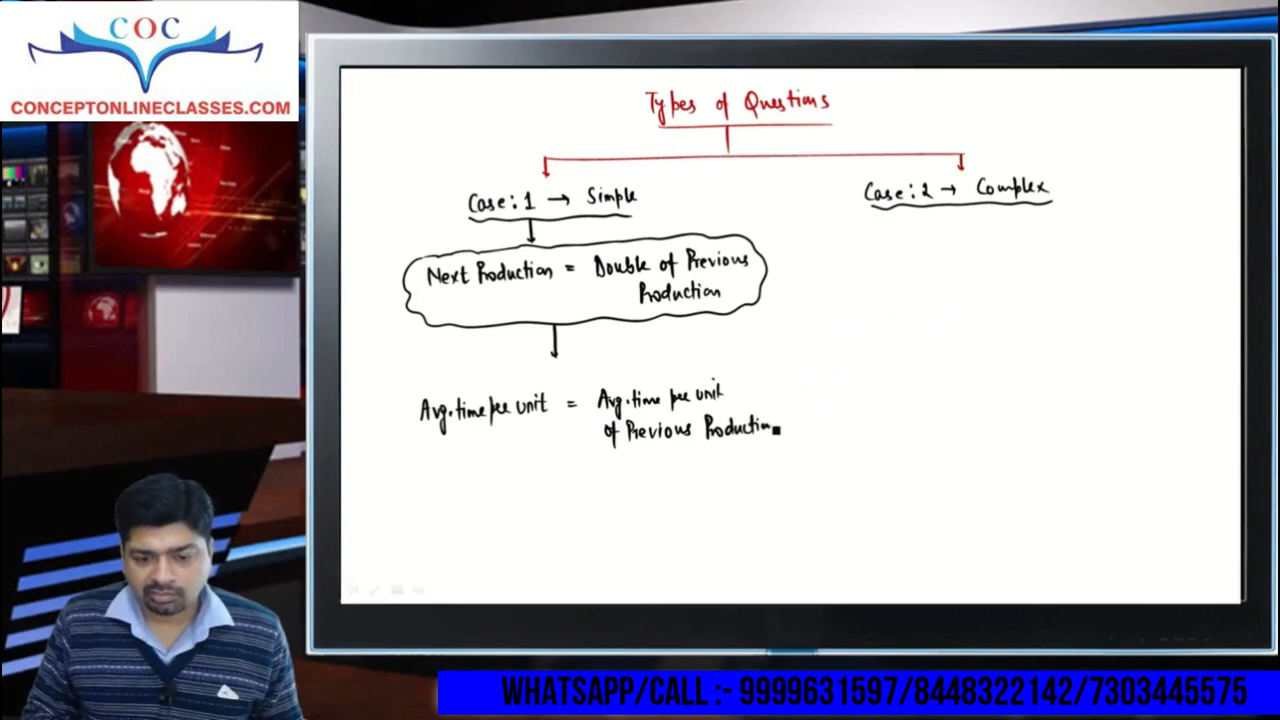 COC
CONCEPTONLINECLASSES.COM
Types of Questions
Case: 1 → Simple
Case: 2 → Complex
Next Production = Double of Previous
Production
Avg. time per unit = Avg. time per unit
of Previous Production
WHATSAPP/CALL :- 9999631597/8448322142/7303445575